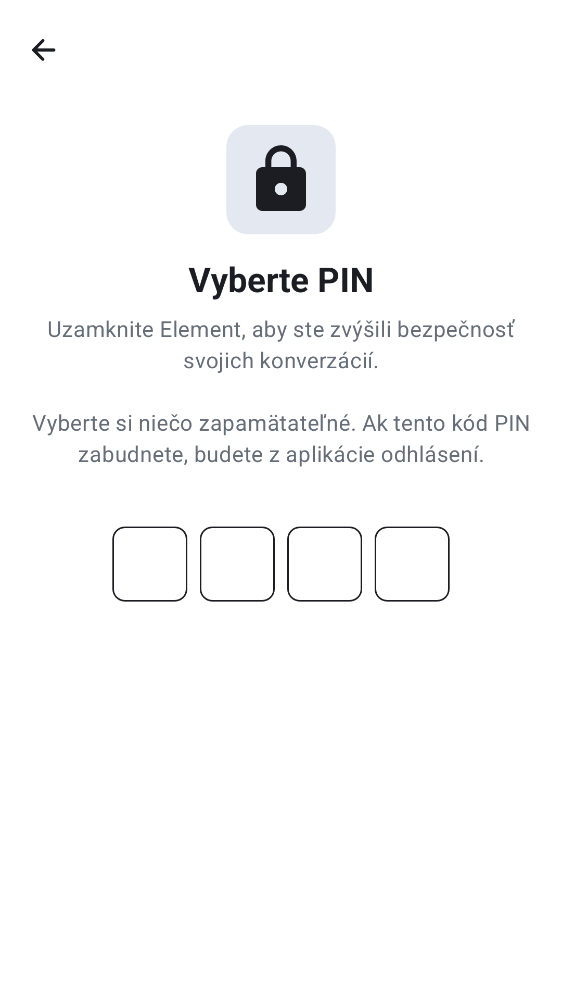 Vyberte PIN
Uzamknite Element, aby ste zvýšili bezpečnosť
svojich konverzácií.
Vyberte si niečo zapamätateľné. Ak tento kód PIN
zabudnete, budete z aplikácie odhlásení.